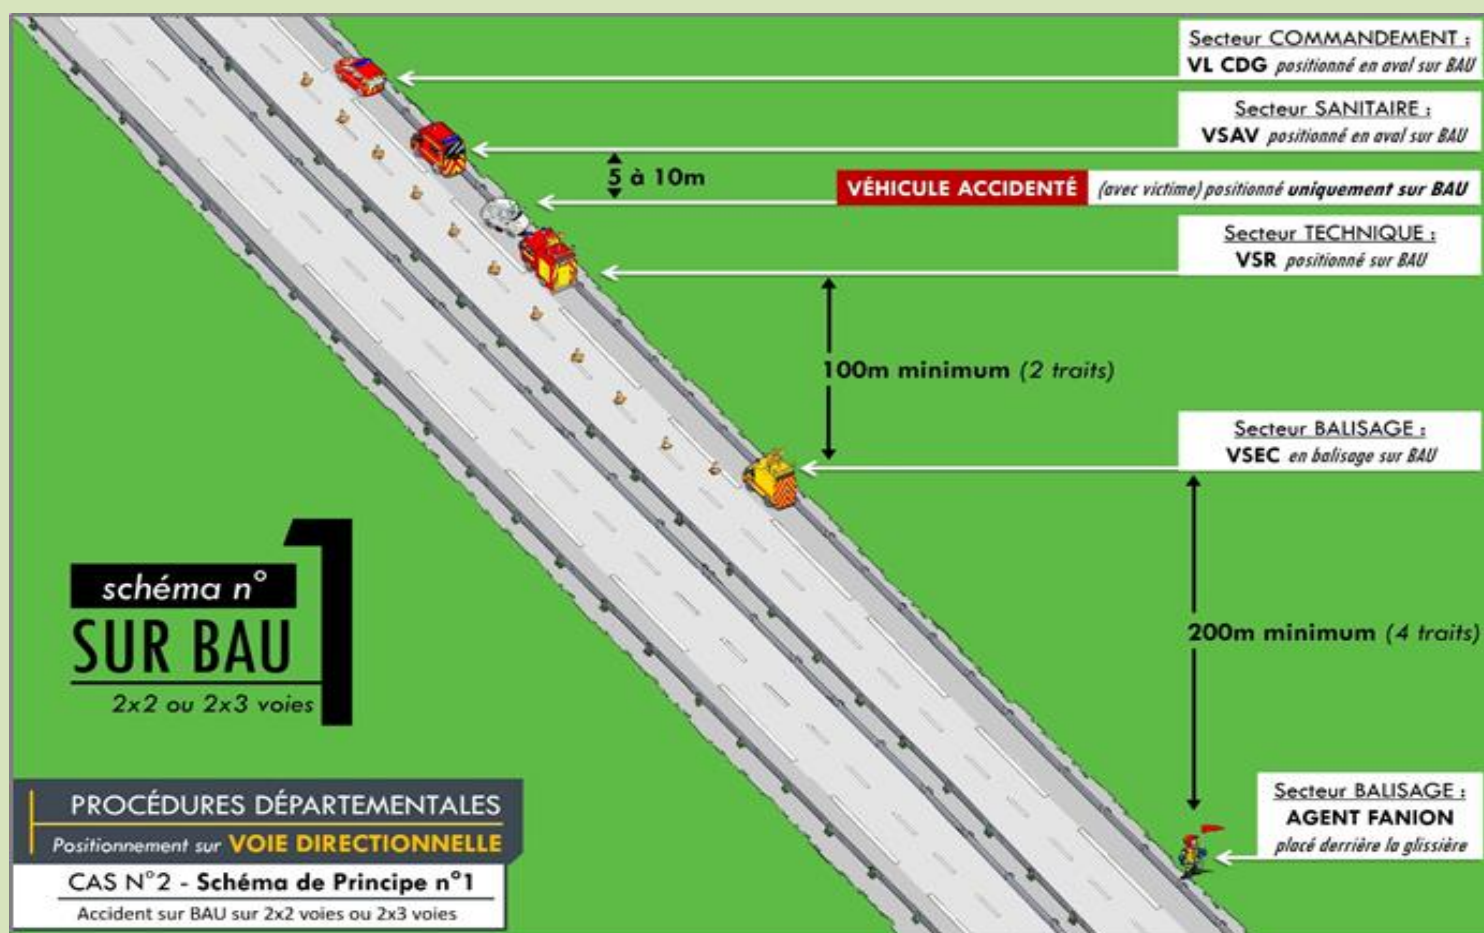 Secteur COMMANDEMENT :
VL CDG positionné en aval sur BAU
Secteur SANITAIRE :
VSAV positionné en aval sur BAU
5 à 10m
VÉHICULE ACCIDENTÉ (avec victime) positionné uniquement sur BAU
Secteur TECHNIQUE :
VSR positionné sur BAU
100m minimum (2 traits)
Secteur BALISAGE :
VSEC en balisage sur BAU
schéma n° 1
SUR BAU
2x2 ou 2x3 voies
200m minimum (4 traits)
Secteur BALISAGE :
AGENT FANION
placé derrière la glissière
PROCÉDURES DÉPARTEMENTALES
Positionnement sur VOIE DIRECTIONNELLE
CAS N°2 - Schéma de Principe n°1
Accident sur BAU sur 2x2 voies ou 2x3 voies